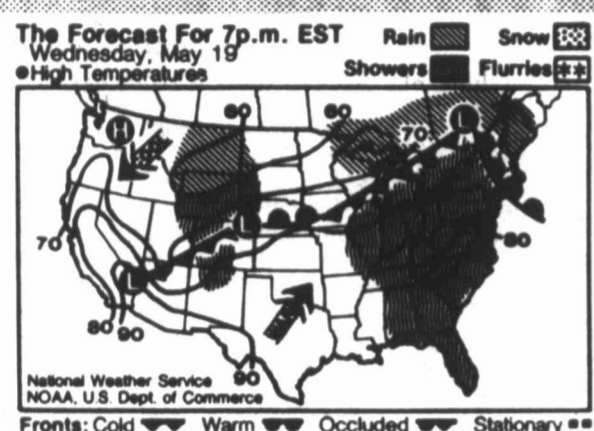 The Forecast For 7p.m. EST
Wednesday, May 19
High Temperatures
Rain Snow
Showers Flurries
60 60
70
H L
L
70
80
L
80 90
90
National Weather Service
NOAA, U.S. Dept. of Commerce
Fronts: Cold Warm Occluded Stationary